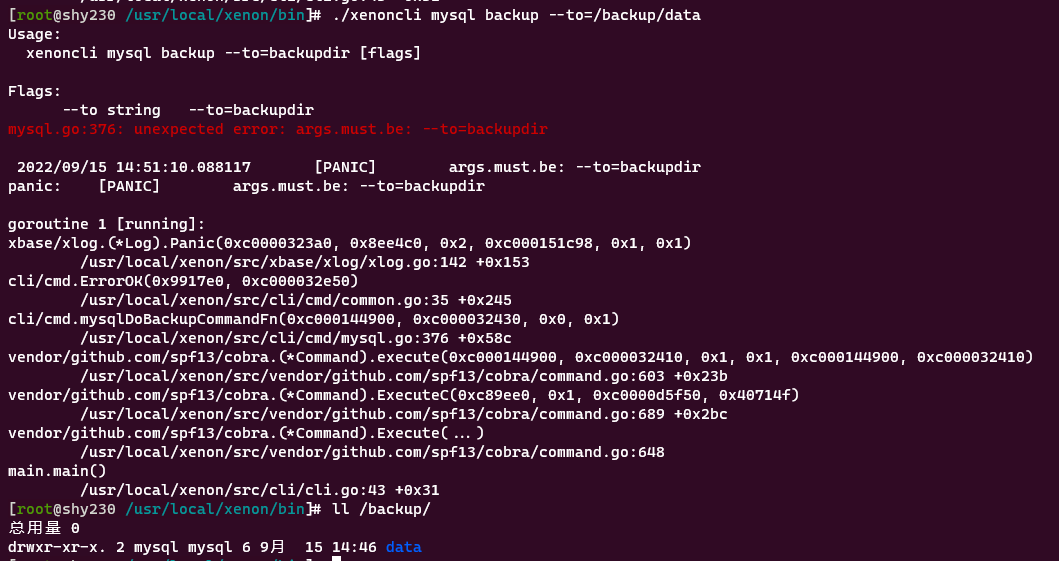 [root@shy230 /usr/local/xenon/bin]# ./xenoncli mysql backup --to=/backup/data
Usage:
  xenoncli mysql backup --to=backupdir [flags]

Flags:
      --to string   --to=backupdir
mysql.go:376: unexpected error: args.must.be: --to=backupdir

 2022/09/15 14:51:10.088117       [PANIC]        args.must.be: --to=backupdir
panic:    [PANIC]        args.must.be: --to=backupdir

goroutine 1 [running]:
xbase/xlog.(*Log).Panic(0xc0000323a0, 0x8ee4c0, 0x2, 0xc000151c98, 0x1, 0x1)
        /usr/local/xenon/src/xbase/xlog/xlog.go:142 +0x153
cli/cmd.ErrorOK(0x9917e0, 0xc000032e50)
        /usr/local/xenon/src/cli/cmd/common.go:35 +0x245
cli/cmd.mysqlDoBackupCommandFn(0xc000144900, 0xc000032430, 0x0, 0x1)
        /usr/local/xenon/src/cli/cmd/mysql.go:376 +0x58c
vendor/github.com/spf13/cobra.(*Command).execute(0xc000144900, 0xc000032410, 0x1, 0x1, 0xc000144900, 0xc000032410)
        /usr/local/xenon/src/vendor/github.com/spf13/cobra/command.go:603 +0x23b
vendor/github.com/spf13/cobra.(*Command).ExecuteC(0xc89ee0, 0x1, 0xc0000d5f50, 0x40714f)
        /usr/local/xenon/src/vendor/github.com/spf13/cobra/command.go:689 +0x2bc
vendor/github.com/spf13/cobra.(*Command).Execute(...)
        /usr/local/xenon/src/vendor/github.com/spf13/cobra/command.go:648
main.main()
        /usr/local/xenon/src/cli/cli.go:43 +0x31
[root@shy230 /usr/local/xenon/bin]# ll /backup/
总用量 0
drwxr-xr-x. 2 mysql mysql 6 9月  15 14:46 data